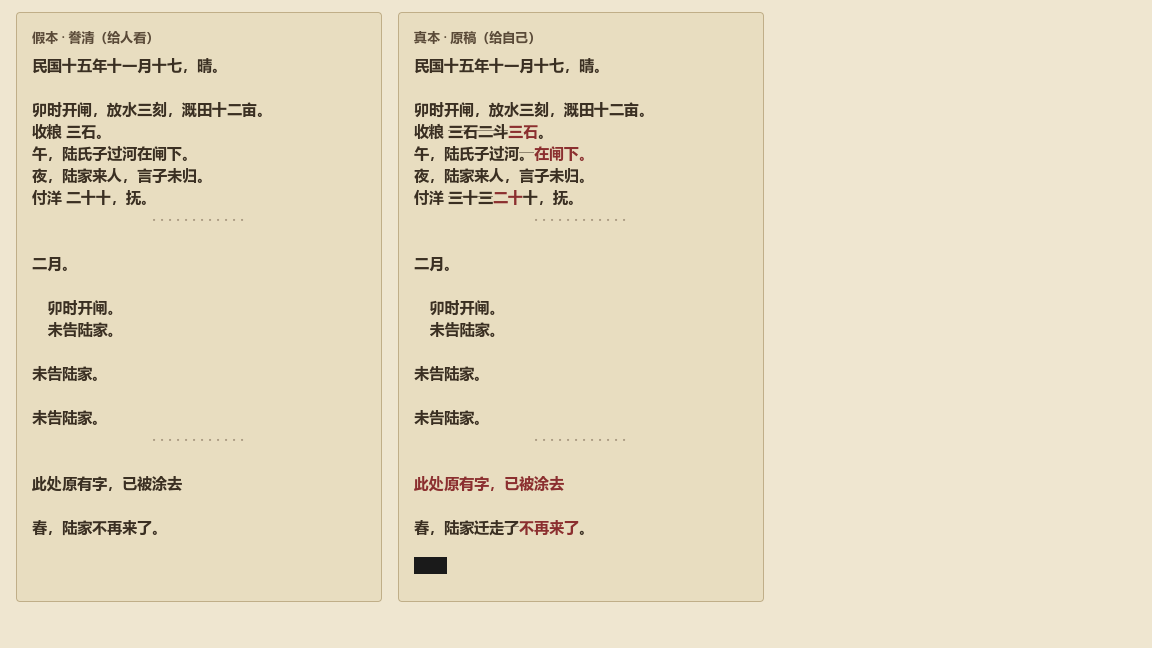 假本 · 誊清（给人看）
民国十五年十一月十七，晴。
卯时开闸，放水三刻，溉田十二亩。
收粮 三石。
午，陆氏子过河在闸下。
夜，陆家来人，言子未归。
付洋 二十十，抚。
· · · · · · · · · · · ·
二月。
卯时开闸。
未告陆家。
未告陆家。
未告陆家。
· · · · · · · · · · · ·
此处原有字，已被涂去
春，陆家不再来了。
真本 · 原稿（给自己）
民国十五年十一月十七，晴。
卯时开闸，放水三刻，溉田十二亩。
收粮 三石二斗三石。
午，陆氏子过河。在闸下。
夜，陆家来人，言子未归。
付洋 三十三二十十，抚。
· · · · · · · · · · · ·
二月。
卯时开闸。
未告陆家。
未告陆家。
未告陆家。
· · · · · · · · · · · ·
此处原有字，已被涂去
春，陆家迁走了不再来了。